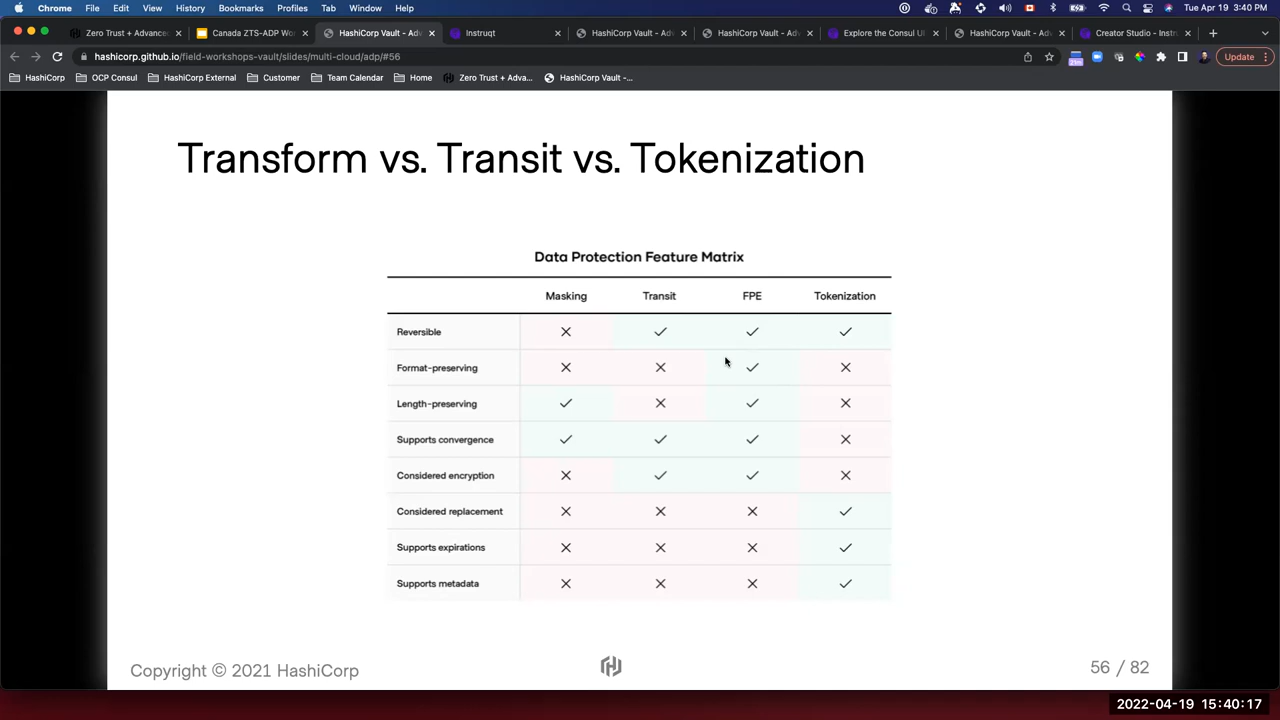 Chrome File Edit View History Bookmarks Profiles Tab Window Help Tue Apr 19 3:40 PM
Zero Trust + Advance Canada ZTS-ADP Wo HashiCorp Vault - Adv Instruqt HashiCorp Vault - Adv HashiCorp Vault - Adv Explore the Consul UI HashiCorp Vault - Adv Creator Studio - Instr
hashicorp.github.io/field-workshops-vault/slides/multi-cloud/adp/#56 Update
HashiCorp OCP Consul HashiCorp External Customer Team Calendar Home Zero Trust + Adva... HashiCorp Vault -...
Transform vs. Transit vs. Tokenization
Data Protection Feature Matrix
Masking Transit FPE Tokenization
Reversible ✕ ✓ ✓ ✓
Format-preserving ✕ ✕ ✓ ✕
Length-preserving ✓ ✕ ✓ ✕
Supports convergence ✓ ✓ ✓ ✕
Considered encryption ✕ ✓ ✓ ✕
Considered replacement ✕ ✕ ✕ ✓
Supports expirations ✕ ✕ ✕ ✓
Supports metadata ✕ ✕ ✕ ✓
Copyright © 2021 HashiCorp 56 / 82
2022-04-19 15:40:17